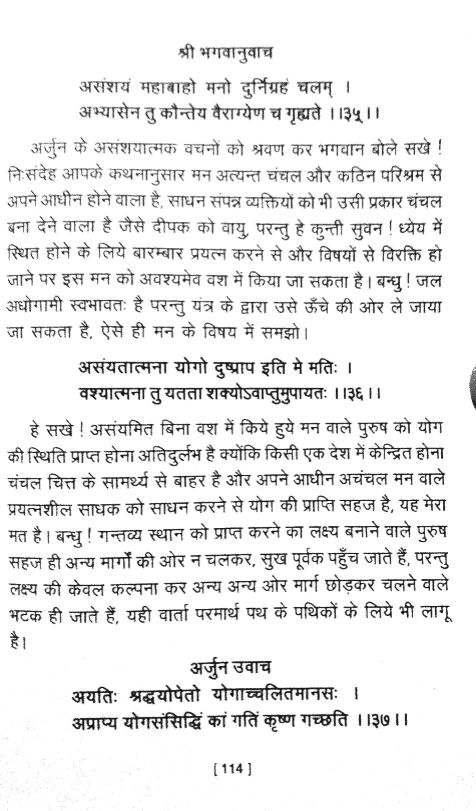 श्री भगवानुवाच
असंशयं महाबाहो मनो दुर्निग्रहं चलम् ।
अभ्यासेन तु कौन्तेय वैराग्येण च गृह्यते ।।३५।।
अर्जुन के असंशयात्मक वचनों को श्रवण कर भगवान बोले सखे !
निःसंदेह आपके कथनानुसार मन अत्यन्त चंचल और कठिन परिश्रम से
अपने आधीन होने वाला है, साधन संपन्न व्यक्तियों को भी उसी प्रकार चंचल
बना देने वाला है जैसे दीपक को वायु, परन्तु हे कुन्ती सुवन ! ध्येय में
स्थित होने के लिये बारम्बार प्रयत्न करने से और विषयों से विरक्ति हो
जाने पर इस मन को अवश्यमेव वश में किया जा सकता है। बन्धु ! जल
अधोगामी स्वभावतः है परन्तु यंत्र के द्वारा उसे ऊँचे की ओर ले जाया
जा सकता है, ऐसे ही मन के विषय में समझो।
असंयतात्मना योगो दुष्प्राप इति मे मतिः ।
वश्यात्मना तु यतता शक्योऽवाप्तुमुपायतः ।।३६।।
हे सखे ! असंयमित बिना वश में किये हुये मन वाले पुरुष को योग
की स्थिति प्राप्त होना अतिदुर्लभ है क्योंकि किसी एक देश में केन्द्रित होना
चंचल चित्त के सामर्थ्य से बाहर है और अपने आधीन अचंचल मन वाले
प्रयत्नशील साधक को साधन करने से योग की प्राप्ति सहज है, यह मेरा
मत है। बन्धु ! गन्तव्य स्थान को प्राप्त करने का लक्ष्य बनाने वाले पुरुष
सहज ही अन्य मार्गों की ओर न चलकर, सुख पूर्वक पहुँच जाते हैं, परन्तु
लक्ष्य की केवल कल्पना कर अन्य अन्य ओर मार्ग छोड़कर चलने वाले
भटक ही जाते हैं, यही वार्ता परमार्थ पथ के पथिकों के लिये भी लागू
है।
अर्जुन उवाच
अयतिः श्रद्धयोपेतो योगाच्चलितमानसः ।
अप्राप्य योगसंसिद्धिं कां गतिं कृष्ण गच्छति ।।३७।।
[ 114 ]